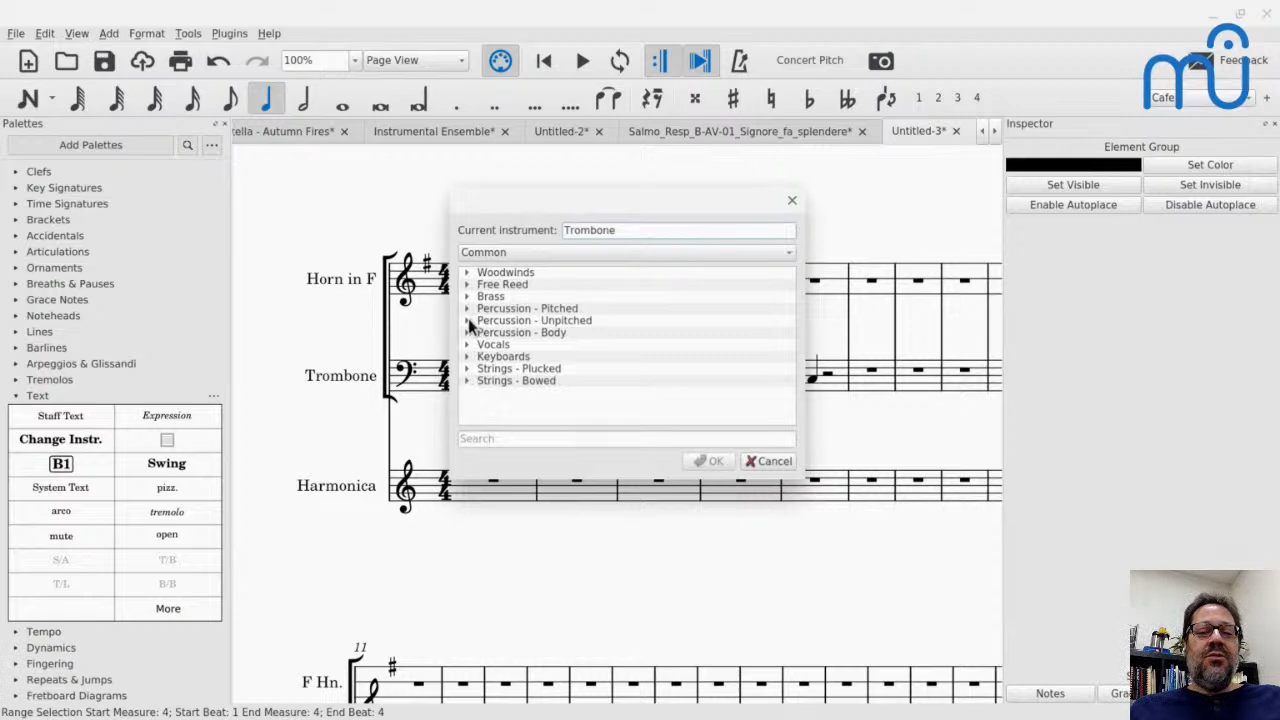 File Edit View Add Format Tools Plugins Help
100% Page View Concert Pitch Feedback
1 2 3 4 Cafe
Palettes
Add Palettes
Clefs
Key Signatures
Time Signatures
Brackets
Accidentals
Articulations
Ornaments
Breaths & Pauses
Grace Notes
Noteheads
Lines
Barlines
Arpeggios & Glissandi
Tremolos
Text
Staff Text Expression
Change Instr.
B1 Swing
System Text pizz.
arco tremolo
mute open
S/A T/B
T/L B/B
More
Tempo
Dynamics
Fingering
Repeats & Jumps
Fretboard Diagrams
tella - Autumn Fires* Instrumental Ensemble* Untitled-2* Salmo_Resp_B-AV-01_Signore_fa_splendere* Untitled-3*
Horn in F
Trombone
Harmonica
11
F Hn.
Current instrument: Trombone
Common
Woodwinds
Free Reed
Brass
Percussion - Pitched
Percussion - Unpitched
Percussion - Body
Vocals
Keyboards
Strings - Plucked
Strings - Bowed
Search
OK Cancel
Inspector
Element Group
Set Color
Set Visible Set Invisible
Enable Autoplace Disable Autoplace
Notes
Range Selection Start Measure: 4; Start Beat: 1 End Measure: 4; End Beat: 4